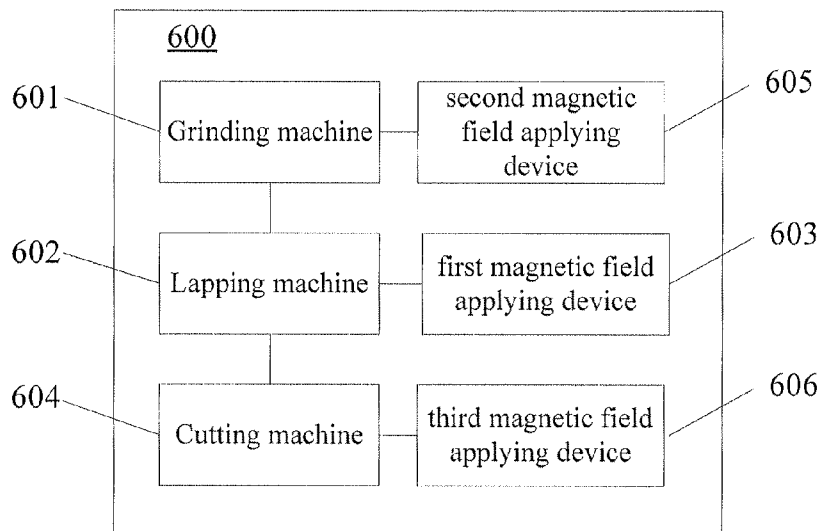 600
601
Grinding machine
second magnetic
field applying
device
605
602
Lapping machine
first magnetic field
applying device
603
604
Cutting machine
third magnetic field
applying device
606